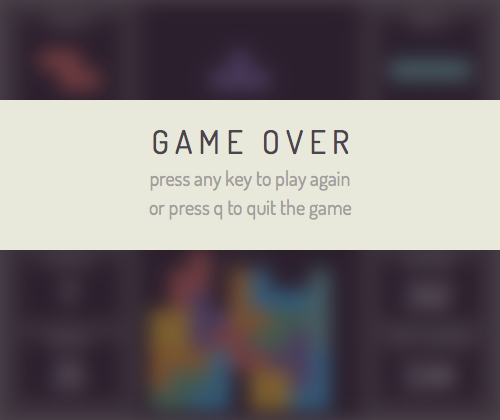 GAME OVER
press any key to play again
or press q to quit the game